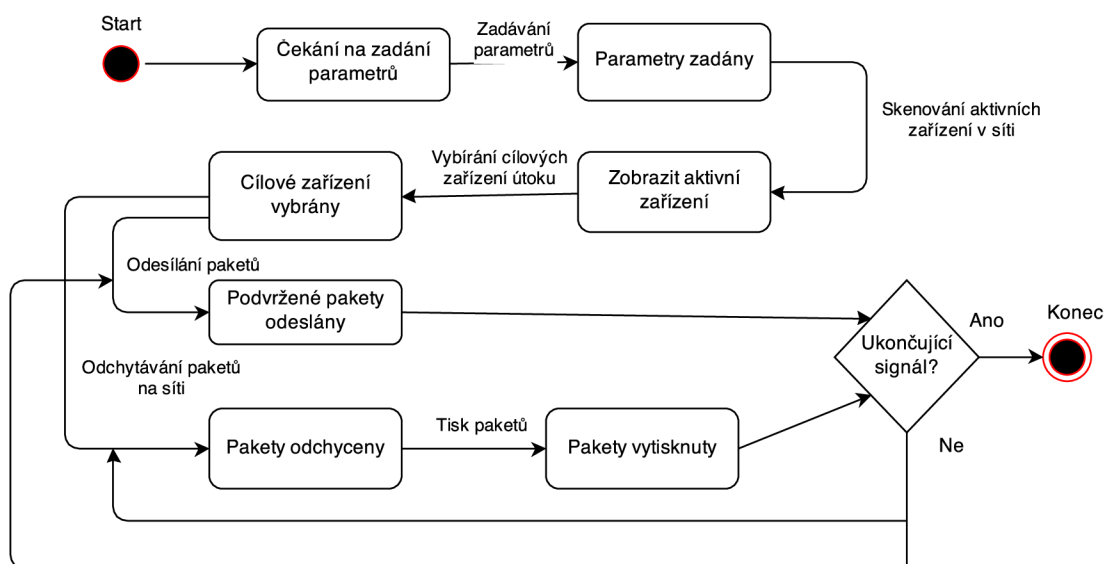 Start
Čekání na zadání
parametrů
Zadávání
parametrů
Parametry zadány
Skenování aktivních
zařízení v síti
Zobrazit aktivní
zařízení
Vybírání cílových
zařízení útoku
Cílové zařízení
vybrány
Odesílání paketů
Podvržené pakety
odeslány
Odchytávání paketů
na síti
Pakety odchyceny
Tisk paketů
Pakety vytisknuty
Ukončující
signál?
Ano
Konec
Ne